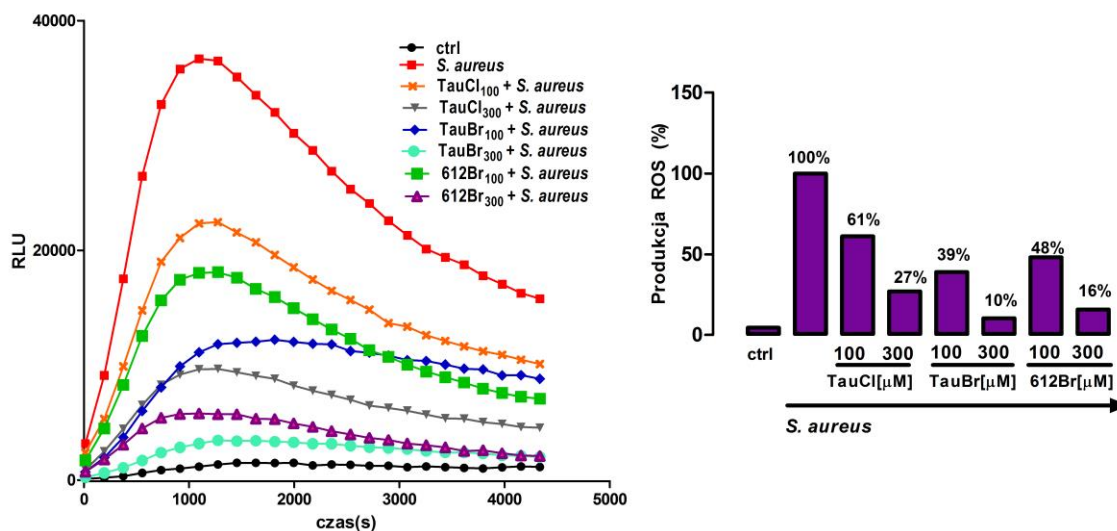 40000
20000
0
RLU
0 1000 2000 3000 4000 5000
czas(s)
ctrl
S. aureus
TauCl100 + S. aureus
TauCl300 + S. aureus
TauBr100 + S. aureus
TauBr300 + S. aureus
612Br100 + S. aureus
612Br300 + S. aureus
Produkcja ROS (%)
150
100
50
0
100%
61%
27%
39%
10%
48%
16%
ctrl
100 300 100 300 100 300
TauCl[µM] TauBr[µM] 612Br[µM]
S. aureus